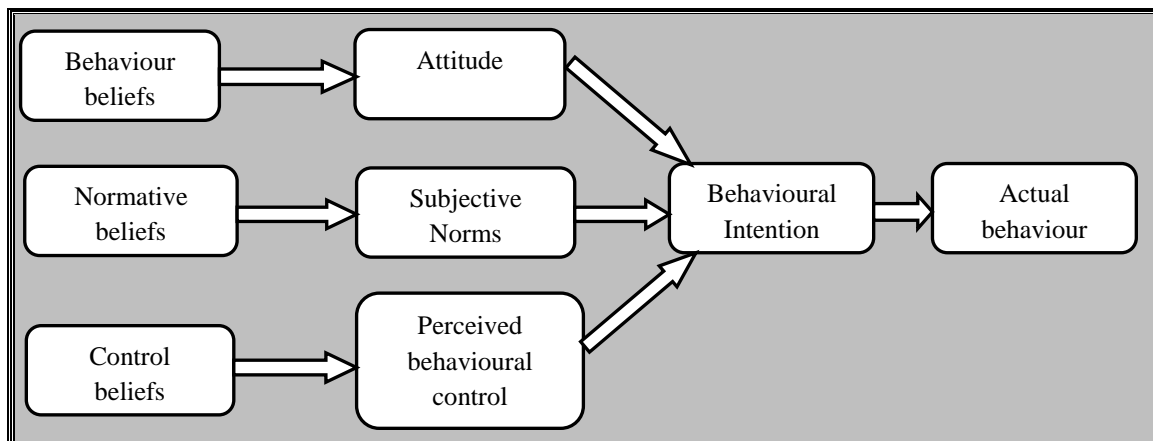 Behaviour
beliefs
Attitude
Normative
beliefs
Subjective
Norms
Behavioural
Intention
Actual
behaviour
Control
beliefs
Perceived
behavioural
control